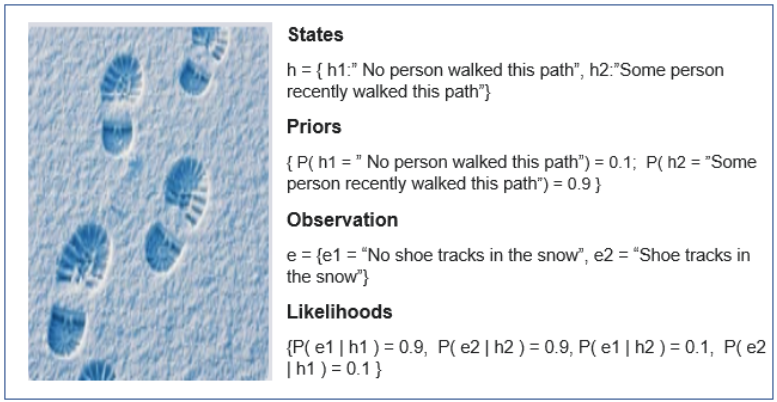 States
h = { h1:” No person walked this path”, h2:”Some person
recently walked this path”}
Priors
{ P( h1 = ” No person walked this path”) = 0.1;  P( h2 = ”Some
person recently walked this path”) = 0.9 }
Observation
e = {e1 = “No shoe tracks in the snow”, e2 = “Shoe tracks in
the snow”}
Likelihoods
{P( e1 | h1 ) = 0.9,  P( e2 | h2 ) = 0.9, P( e1 | h2 ) = 0.1,  P( e2
| h1 ) = 0.1 }